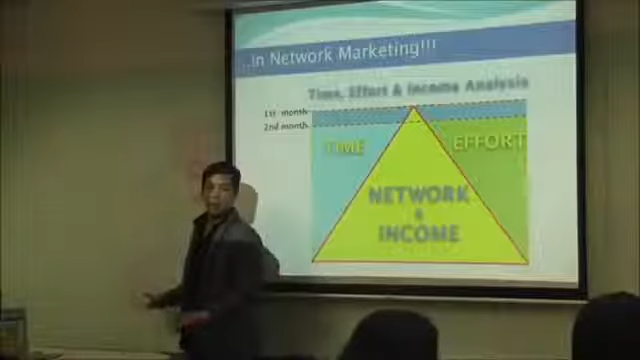 ...in Network Marketing!!!
Time, Effort & Income Analysis
1st month
2nd month
TIME
EFFORT
NETWORK
&
INCOME